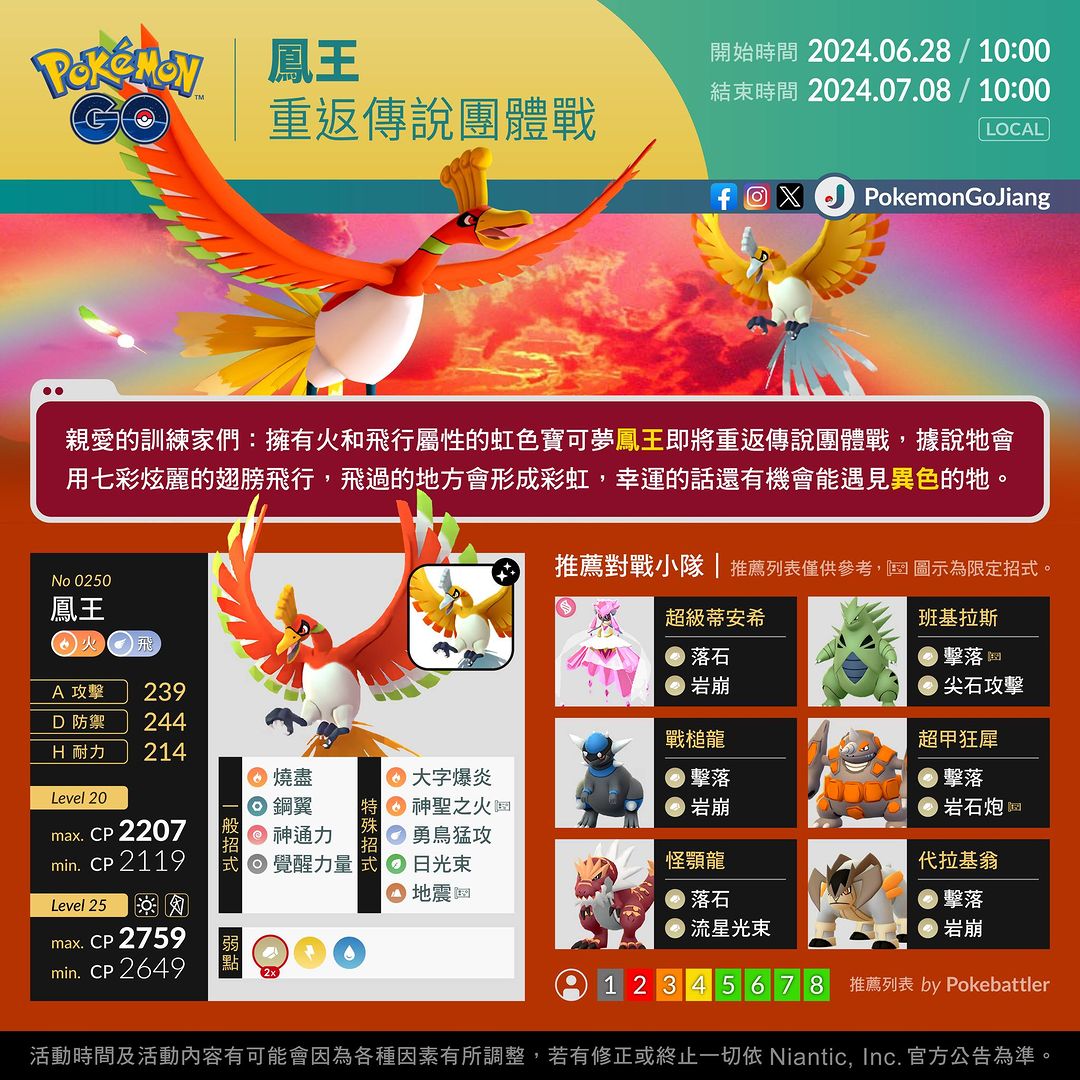 POKéMON GO
TM
鳳王
重返傳說團體戰
開始時間 2024.06.28 / 10:00
結束時間 2024.07.08 / 10:00
LOCAL
PokemonGoJiang
親愛的訓練家們：擁有火和飛行屬性的虹色寶可夢鳳王即將重返傳說團體戰，據說牠會
用七彩炫麗的翅膀飛行，飛過的地方會形成彩虹，幸運的話還有機會能遇見異色的牠。
No 0250
鳳王
火 飛
A 攻擊 239
D 防禦 244
H 耐力 214
Level 20
max. CP 2207
min. CP 2119
Level 25
max. CP 2759
min. CP 2649
一般招式
燒盡
鋼翼
神通力
覺醒力量
特殊招式
大字爆炎
神聖之火
勇鳥猛攻
日光束
地震
弱點
2x
推薦對戰小隊 | 推薦列表僅供參考，圖示為限定招式。
超級蒂安希
落石
岩崩
班基拉斯
擊落
尖石攻擊
戰槌龍
擊落
岩崩
超甲狂犀
擊落
岩石炮
怪顎龍
落石
流星光束
代拉基翁
擊落
岩崩
1 2 3 4 5 6 7 8
推薦列表 by Pokebattler
活動時間及活動內容有可能會因為各種因素有所調整，若有修正或終止一切依 Niantic, Inc. 官方公告為準。